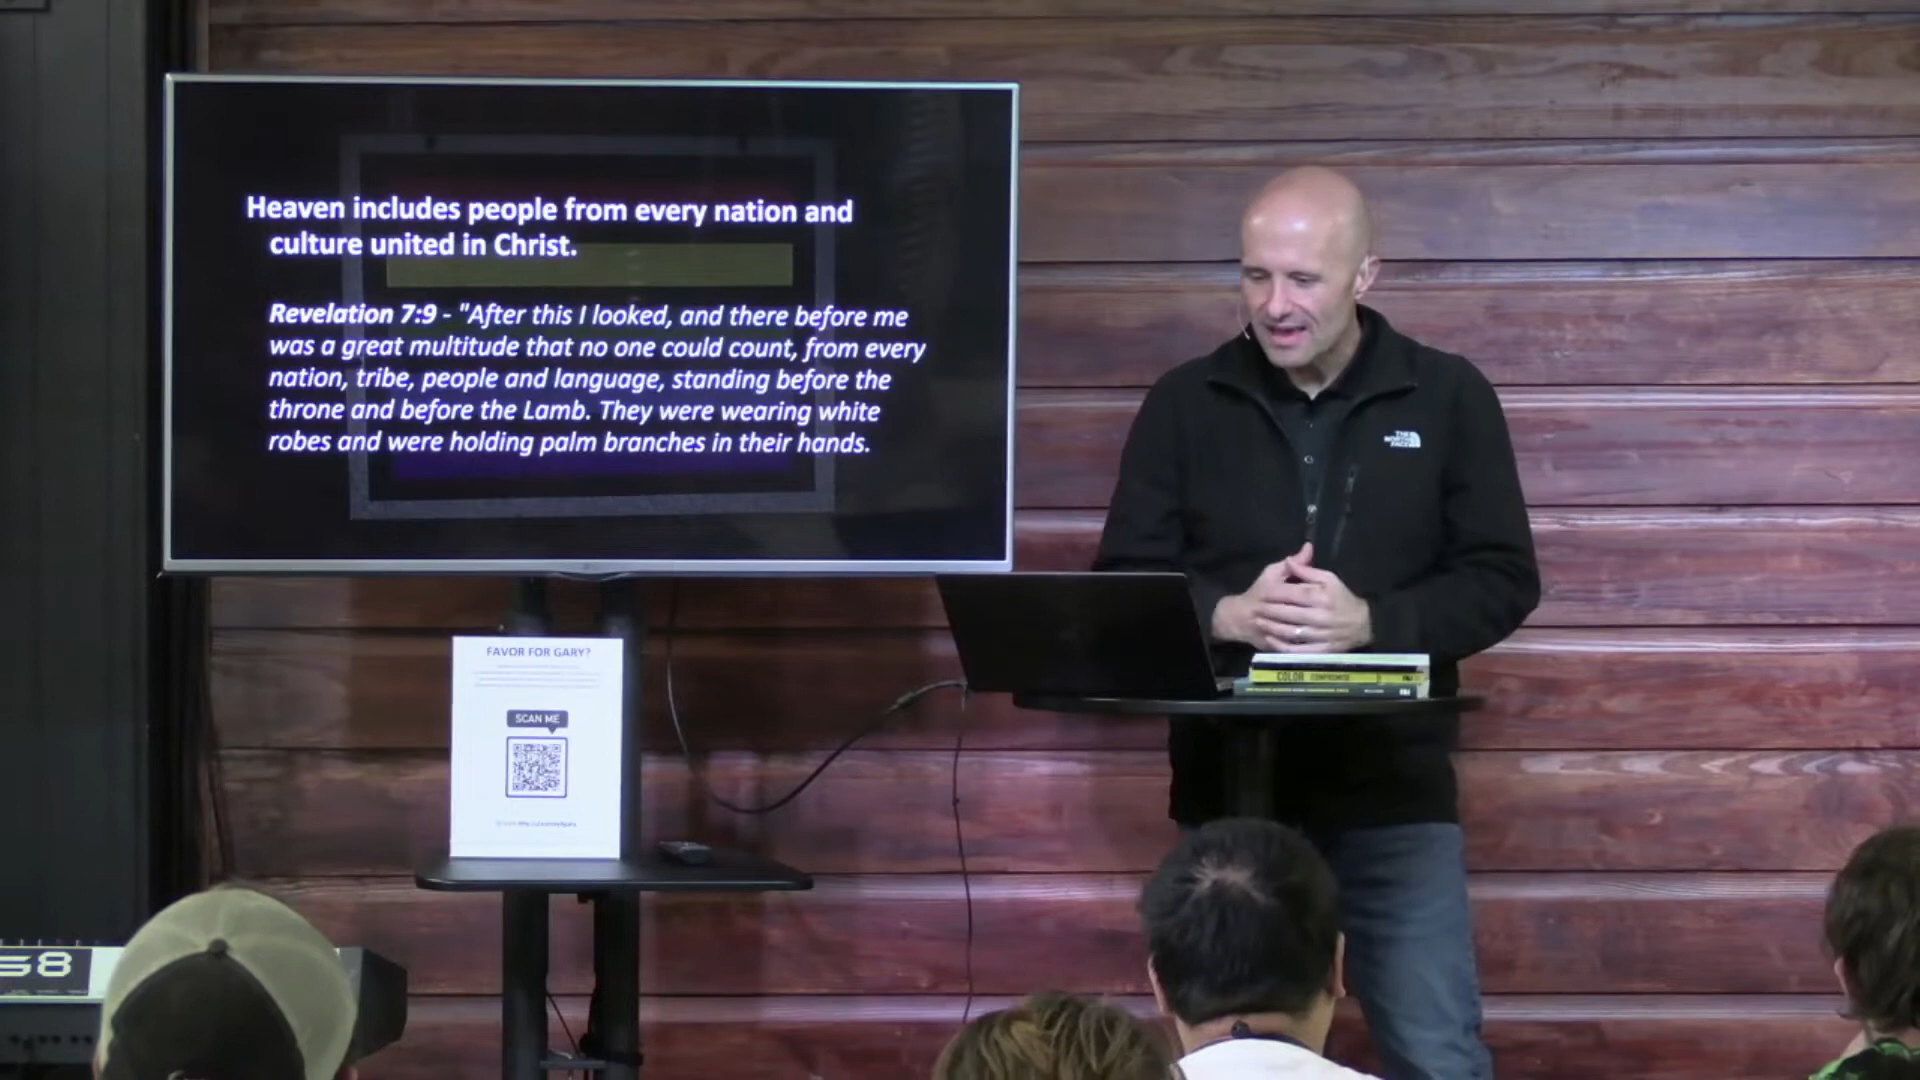 Heaven includes people from every nation and
culture united in Christ.
Revelation 7:9 - "After this I looked, and there before me
was a great multitude that no one could count, from every
nation, tribe, people and language, standing before the
throne and before the Lamb. They were wearing white
robes and were holding palm branches in their hands.
THE
NORTH
FACE
COLOR COMPROMISE
FAVOR FOR GARY?
SCAN ME
S8